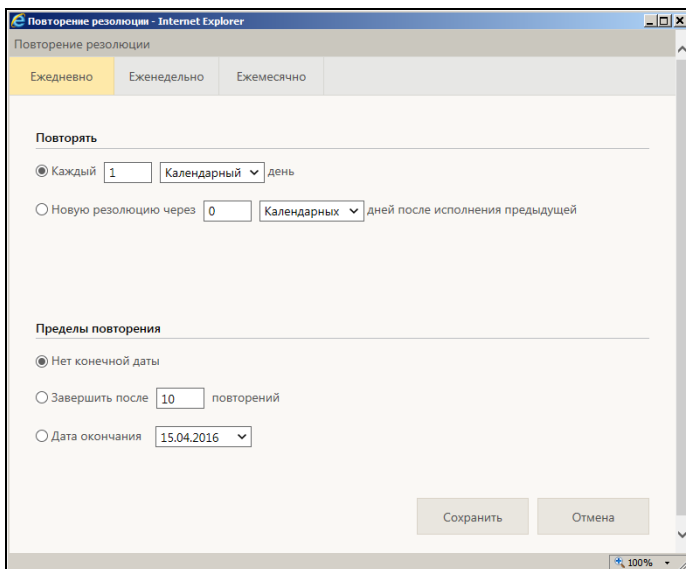 Повторение резолюции - Internet Explorer
Повторение резолюции
Ежедневно Еженедельно Ежемесячно
Повторять
Каждый 1 Календарный день
Новую резолюцию через 0 Календарных дней после исполнения предыдущей
Пределы повторения
Нет конечной даты
Завершить после 10 повторений
Дата окончания 15.04.2016
Сохранить Отмена
100%